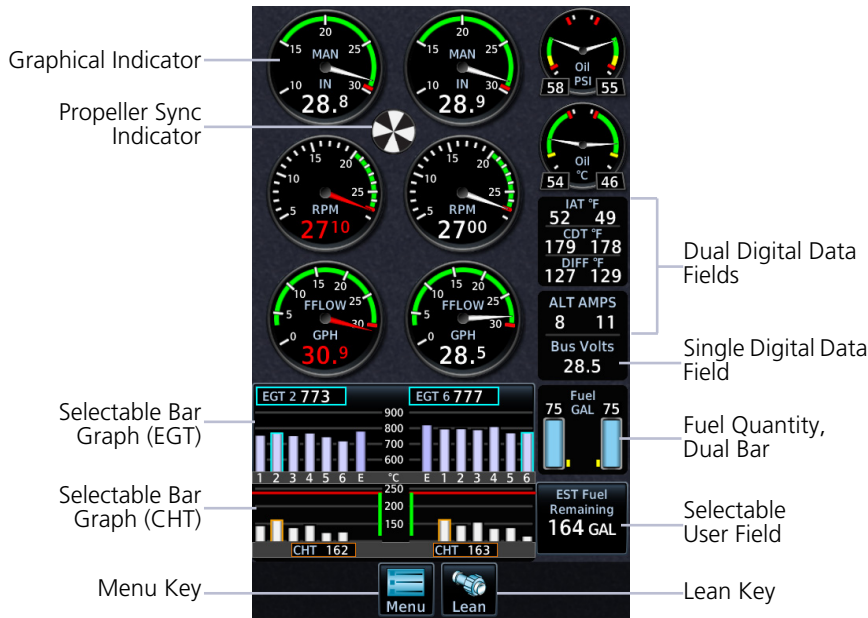 Graphical Indicator
Propeller Sync
Indicator
Selectable Bar
Graph (EGT)
Selectable Bar
Graph (CHT)
Menu Key
20
15 25
MAN
10 IN 30
28.8
20
15 25
MAN
10 IN 30
28.9
Oil
PSI
58 55
Oil
°C
54 46
15 20
10 25
5 RPM
2710
15 20
10 25
5 RPM
2700
IAT °F
52 49
CDT °F
179 178
DIFF °F
127 129
10 15 20
5 FFLOW 25
0 GPH 30
30.9
10 15 20
5 FFLOW 25
0 GPH 30
28.5
ALT AMPS
8 11
Bus Volts
28.5
EGT 2 773
EGT 6 777
900
800
700
600
1 2 3 4 5 6 E °C E 1 2 3 4 5 6
250
200
150
CHT 162
CHT 163
Fuel
75 GAL 75
EST Fuel
Remaining
164 GAL
Menu
Lean
Dual Digital Data
Fields
Single Digital Data
Field
Fuel Quantity,
Dual Bar
Selectable
User Field
Lean Key